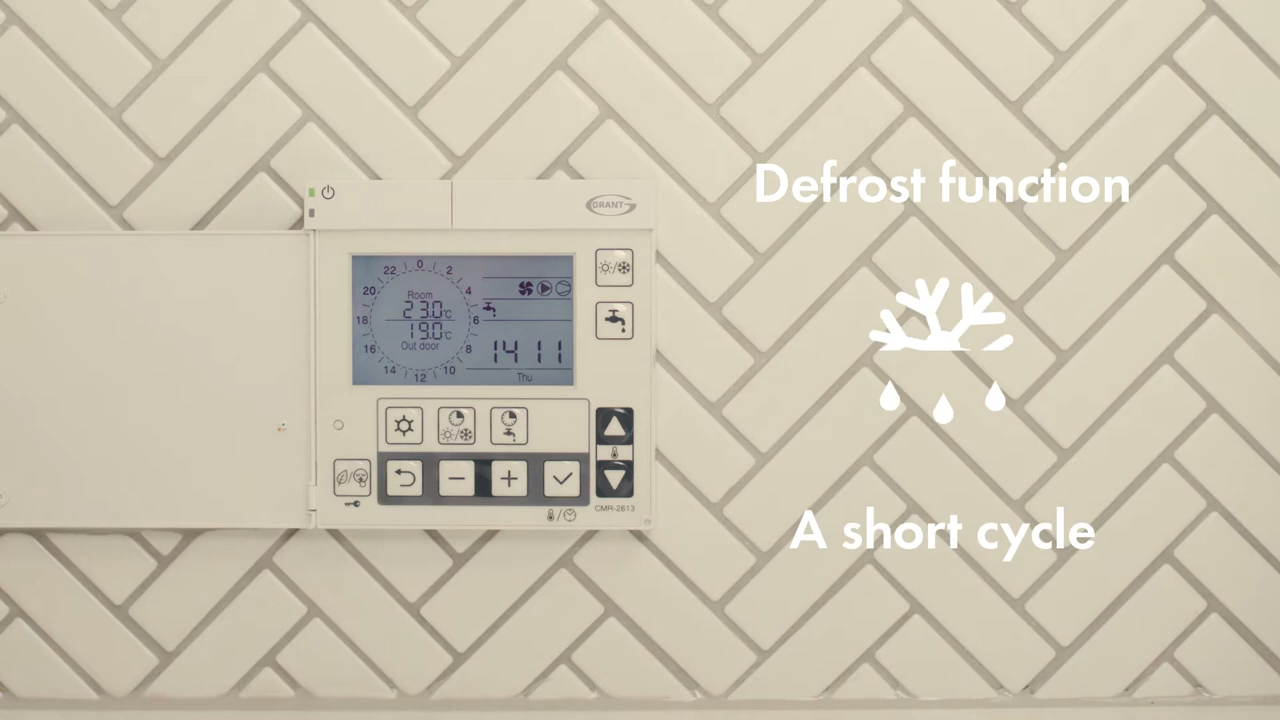 Defrost function
A short cycle
GRANT
22 0 2
20 4
18 6
16 8
14 12 10
Room
23.0°C
19.0°C
Out door
14 11
Thu
CMR-2613